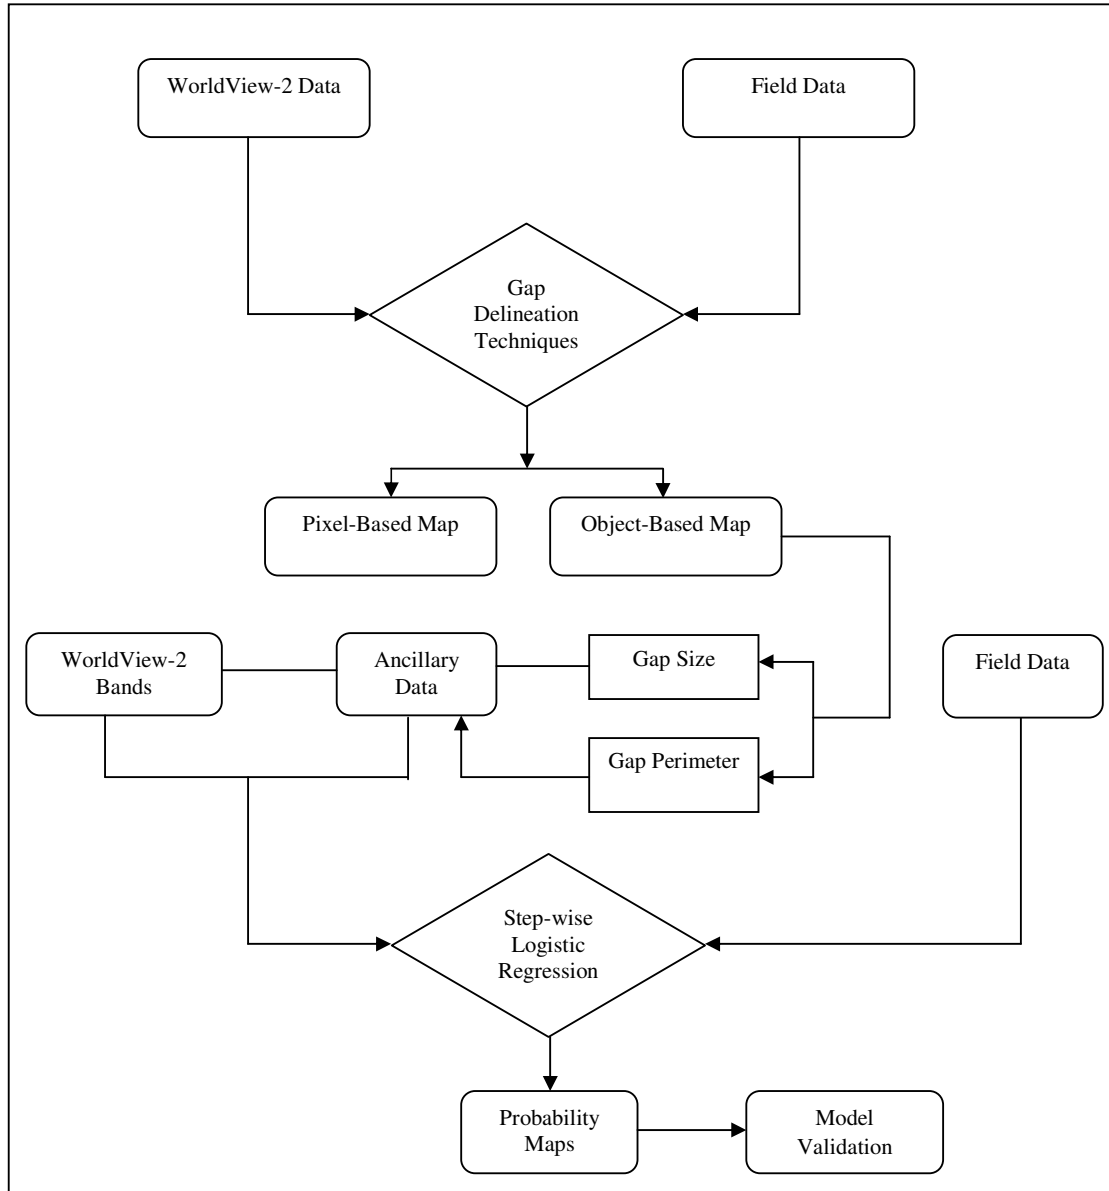 WorldView-2 Data
Field Data
Gap
Delineation
Techniques
Pixel-Based Map
Object-Based Map
WorldView-2
Bands
Ancillary
Data
Gap Size
Field Data
Gap Perimeter
Step-wise
Logistic
Regression
Probability
Maps
Model
Validation